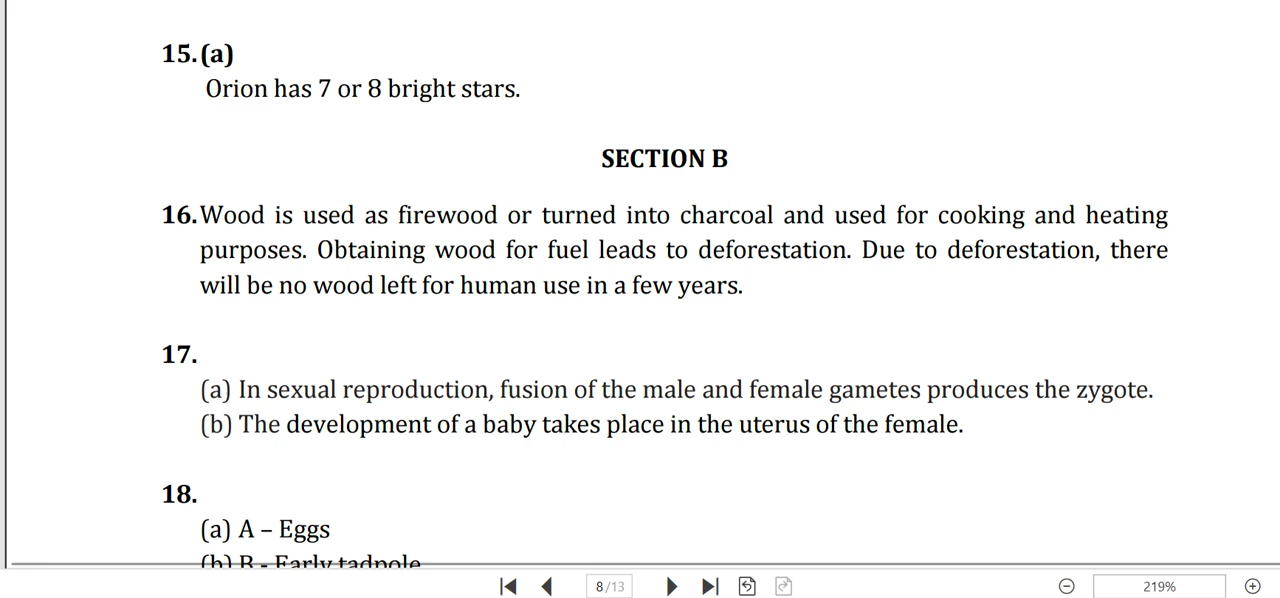 15.(a)
Orion has 7 or 8 bright stars.
SECTION B
16.Wood is used as firewood or turned into charcoal and used for cooking and heating
purposes. Obtaining wood for fuel leads to deforestation. Due to deforestation, there
will be no wood left for human use in a few years.
17.
(a) In sexual reproduction, fusion of the male and female gametes produces the zygote.
(b) The development of a baby takes place in the uterus of the female.
18.
(a) A – Eggs
(b) B - Early tadpole
8/13
219%